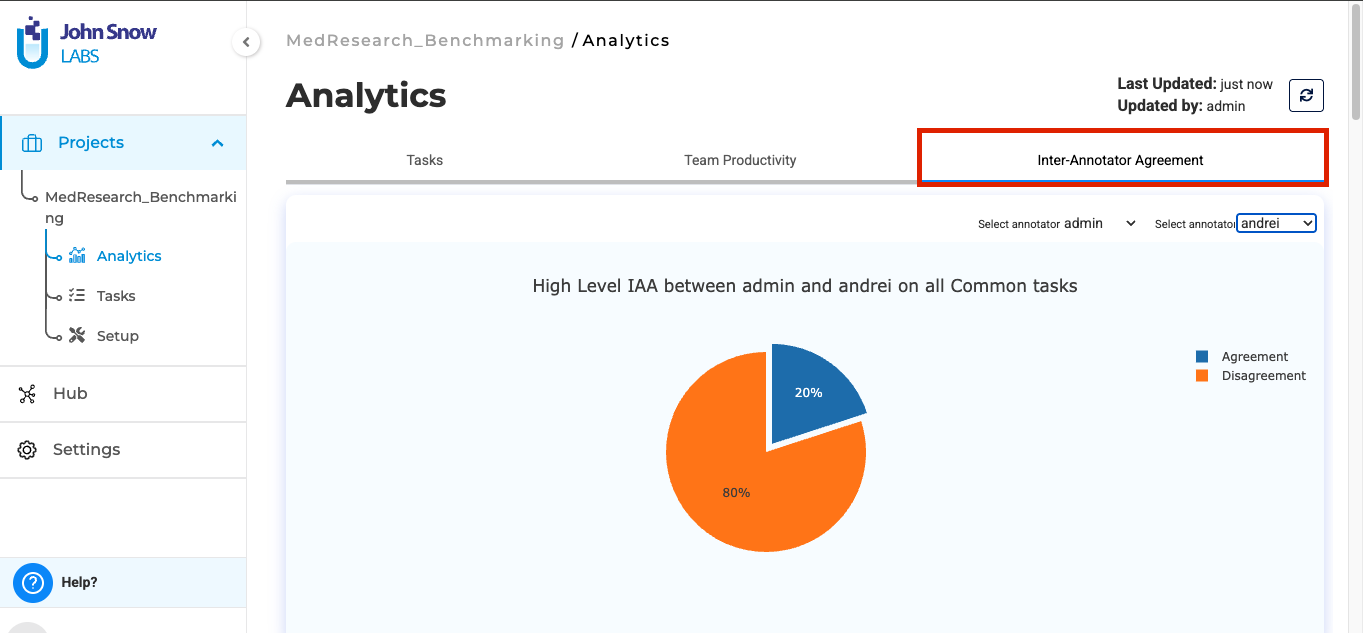 John Snow
LABS
MedResearch_Benchmarking / Analytics
Analytics
Last Updated: just now
Updated by: admin
Projects
MedResearch_Benchmarki
ng
Analytics
Tasks
Setup
Hub
Settings
Help?
Tasks
Team Productivity
Inter-Annotator Agreement
Select annotator admin
Select annotator andrei
High Level IAA between admin and andrei on all Common tasks
20%
80%
Agreement
Disagreement